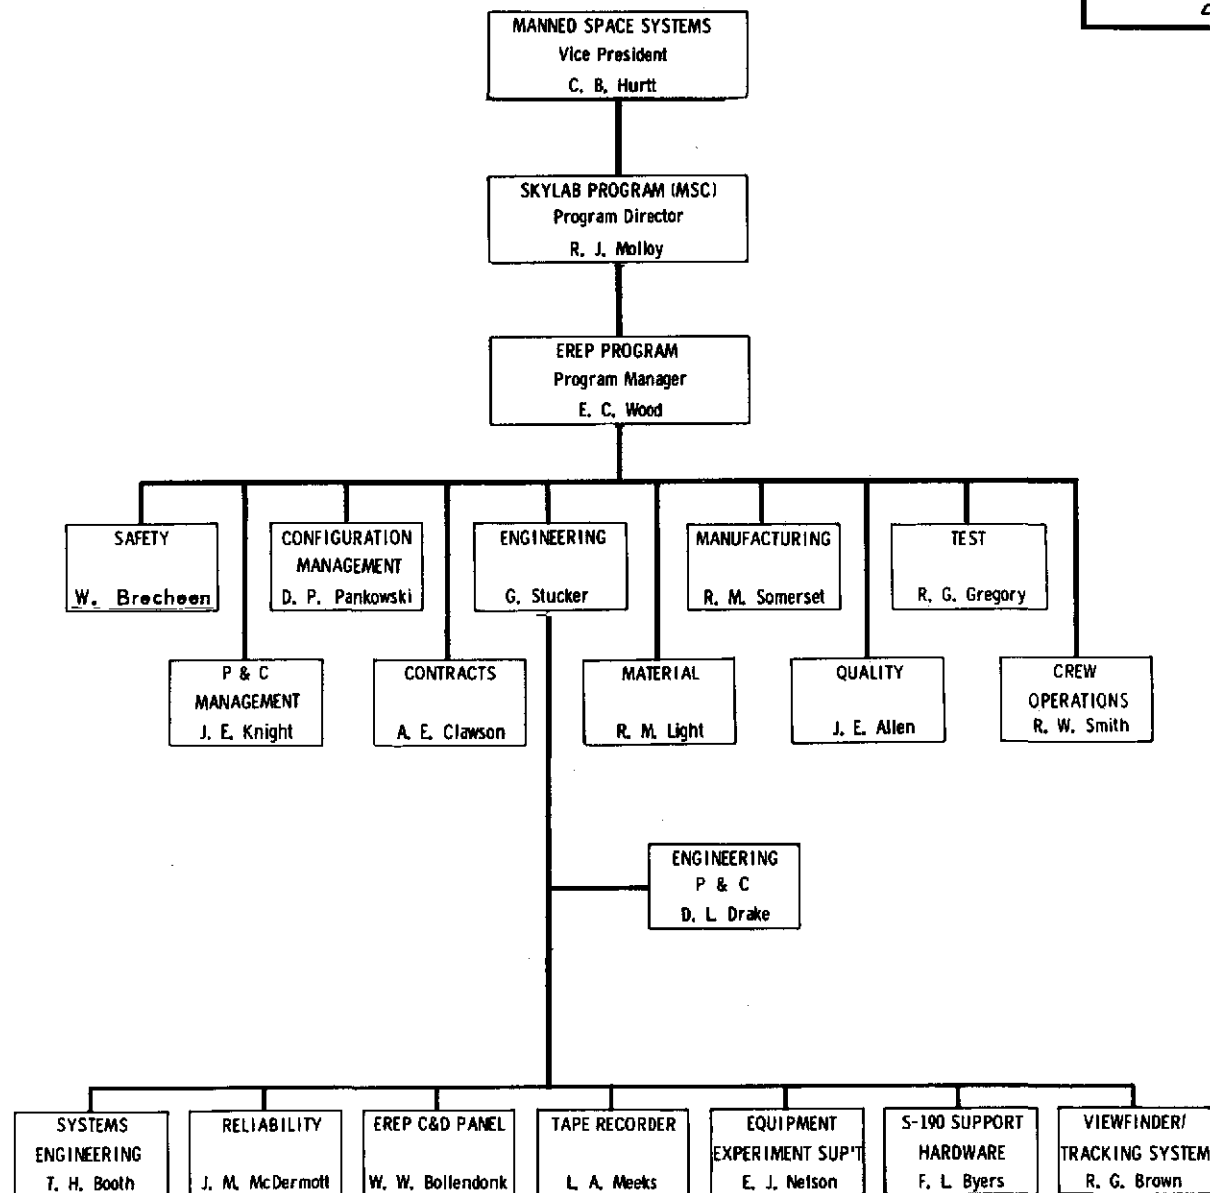 MANNED SPACE SYSTEMS
Vice President
C. B. Hurtt
SKYLAB PROGRAM (MSC)
Program Director
R. J. Molloy
EREP PROGRAM
Program Manager
E. C. Wood
SAFETY
W. Brecheen
CONFIGURATION
MANAGEMENT
D. P. Pankowski
ENGINEERING
G. Stucker
MANUFACTURING
R. M. Somerset
TEST
R. G. Gregory
P & C
MANAGEMENT
J. E. Knight
CONTRACTS
A. E. Clawson
MATERIAL
R. M. Light
QUALITY
J. E. Allen
CREW
OPERATIONS
R. W. Smith
ENGINEERING
P & C
D. L. Drake
SYSTEMS
ENGINEERING
T. H. Booth
RELIABILITY
J. M. McDermott
EREP C&D PANEL
W. W. Bollendonk
TAPE RECORDER
L. A. Meeks
EQUIPMENT
EXPERIMENT SUP'T
E. J. Nelson
S-190 SUPPORT
HARDWARE
F. L. Byers
VIEWFINDER/
TRACKING SYSTEM
R. G. Brown